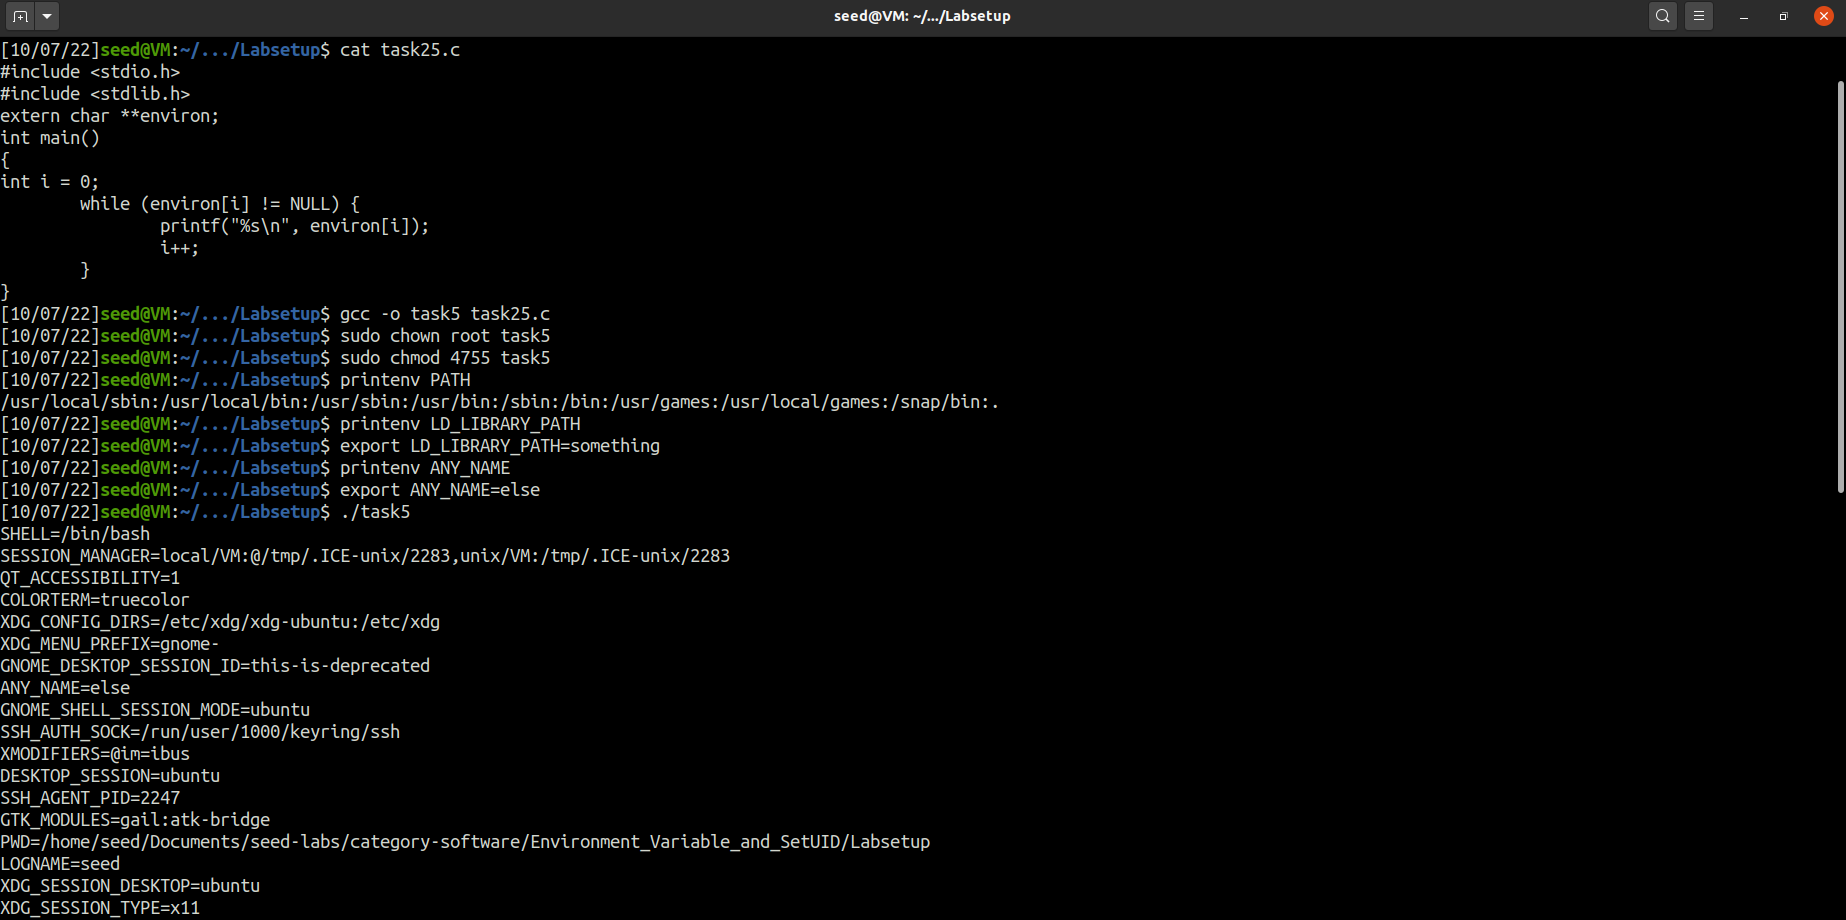 seed@VM: ~/.../Labsetup
[10/07/22]seed@VM:~/.../Labsetup$ cat task25.c
#include <stdio.h>
#include <stdlib.h>
extern char **environ;
int main()
{
int i = 0;
        while (environ[i] != NULL) {
                printf("%s\n", environ[i]);
                i++;
        }
}
[10/07/22]seed@VM:~/.../Labsetup$ gcc -o task5 task25.c
[10/07/22]seed@VM:~/.../Labsetup$ sudo chown root task5
[10/07/22]seed@VM:~/.../Labsetup$ sudo chmod 4755 task5
[10/07/22]seed@VM:~/.../Labsetup$ printenv PATH
/usr/local/sbin:/usr/local/bin:/usr/sbin:/usr/bin:/sbin:/bin:/usr/games:/usr/local/games:/snap/bin:.
[10/07/22]seed@VM:~/.../Labsetup$ printenv LD_LIBRARY_PATH
[10/07/22]seed@VM:~/.../Labsetup$ export LD_LIBRARY_PATH=something
[10/07/22]seed@VM:~/.../Labsetup$ printenv ANY_NAME
[10/07/22]seed@VM:~/.../Labsetup$ export ANY_NAME=else
[10/07/22]seed@VM:~/.../Labsetup$ ./task5
SHELL=/bin/bash
SESSION_MANAGER=local/VM:@/tmp/.ICE-unix/2283,unix/VM:/tmp/.ICE-unix/2283
QT_ACCESSIBILITY=1
COLORTERM=truecolor
XDG_CONFIG_DIRS=/etc/xdg/xdg-ubuntu:/etc/xdg
XDG_MENU_PREFIX=gnome-
GNOME_DESKTOP_SESSION_ID=this-is-deprecated
ANY_NAME=else
GNOME_SHELL_SESSION_MODE=ubuntu
SSH_AUTH_SOCK=/run/user/1000/keyring/ssh
XMODIFIERS=@im=ibus
DESKTOP_SESSION=ubuntu
SSH_AGENT_PID=2247
GTK_MODULES=gail:atk-bridge
PWD=/home/seed/Documents/seed-labs/category-software/Environment_Variable_and_SetUID/Labsetup
LOGNAME=seed
XDG_SESSION_DESKTOP=ubuntu
XDG_SESSION_TYPE=x11